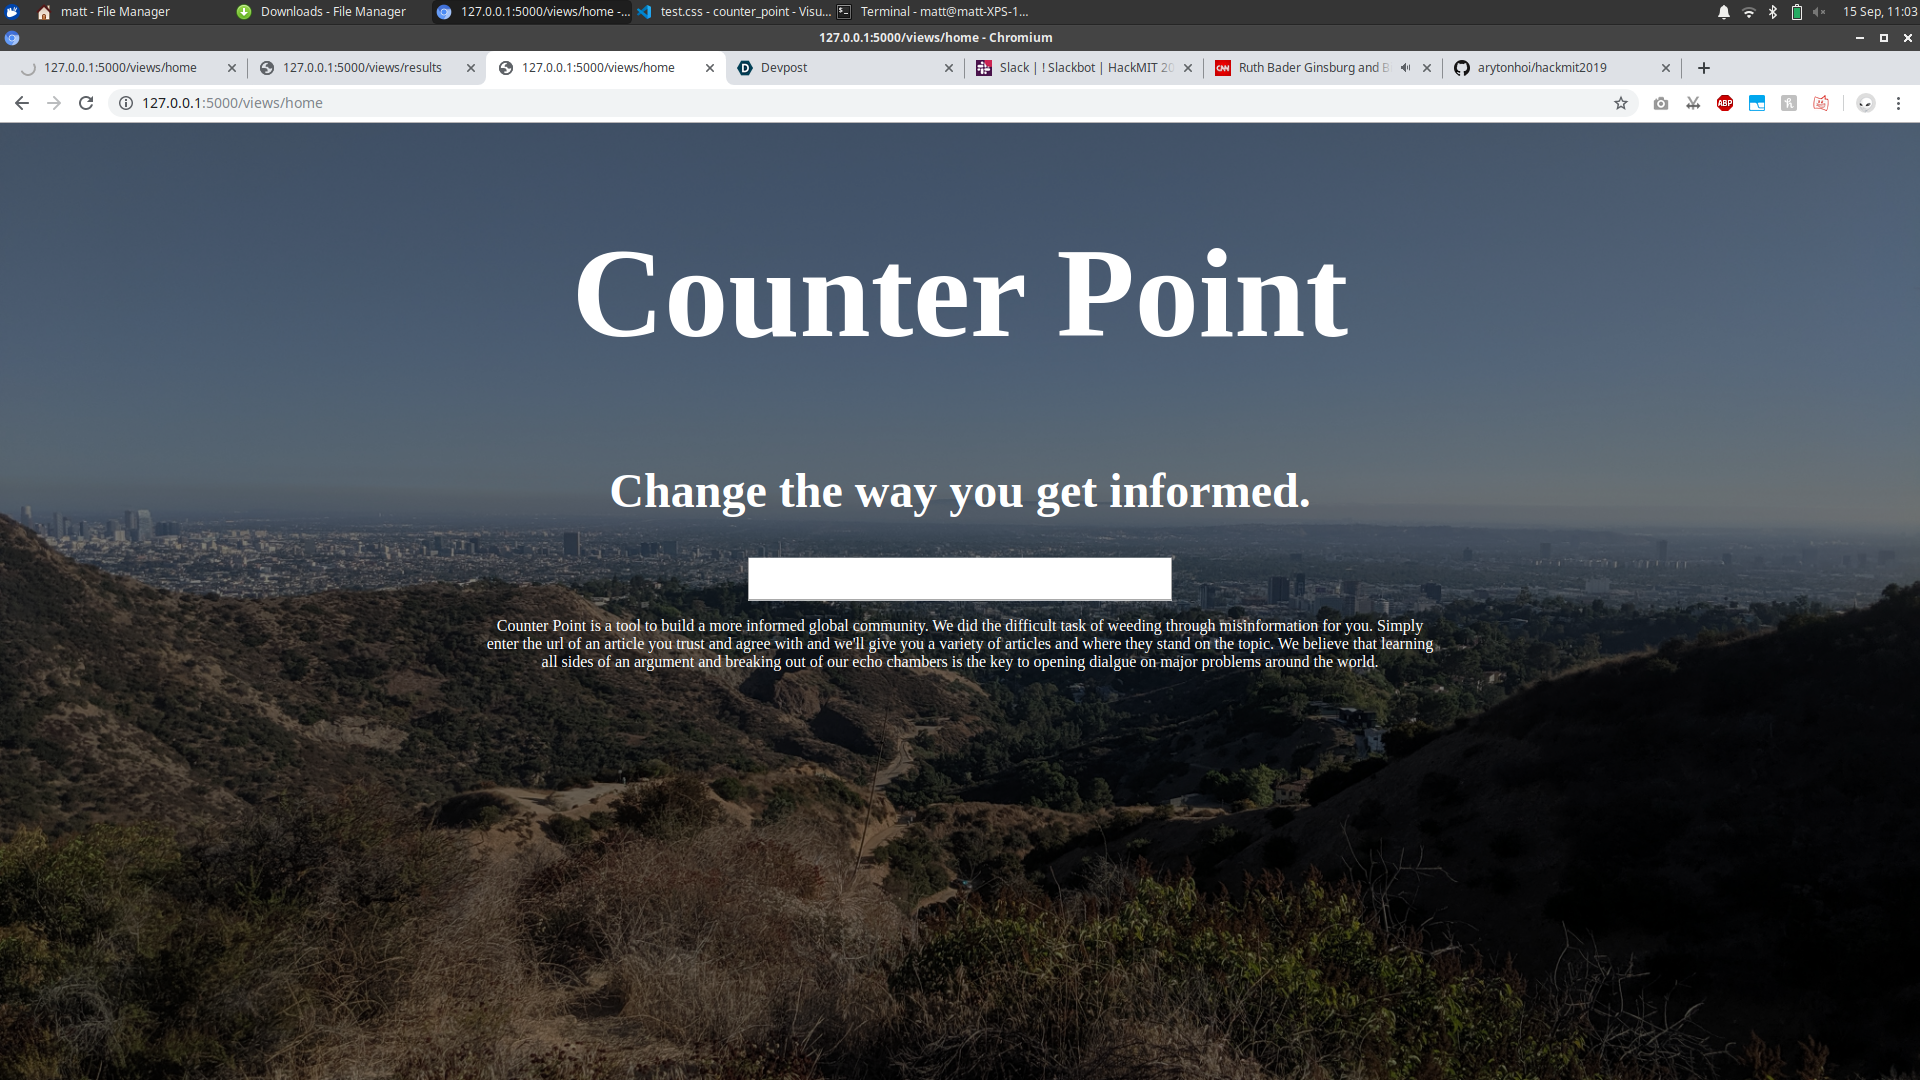 matt - File Manager
Downloads - File Manager
127.0.0.1:5000/views/home -...
test.css - counter_point - Visu...
Terminal - matt@matt-XPS-1...
15 Sep, 11:03
127.0.0.1:5000/views/home - Chromium
127.0.0.1:5000/views/home
127.0.0.1:5000/views/results
127.0.0.1:5000/views/home
Devpost
Slack | ! Slackbot | HackMIT 20
CNN
Ruth Bader Ginsburg and B
arytonhoi/hackmit2019
127.0.0.1:5000/views/home
ABP
Counter Point
Change the way you get informed.
Counter Point is a tool to build a more informed global community. We did the difficult task of weeding through misinformation for you. Simply
enter the url of an article you trust and agree with and we'll give you a variety of articles and where they stand on the topic. We believe that learning
all sides of an argument and breaking out of our echo chambers is the key to opening dialgue on major problems around the world.